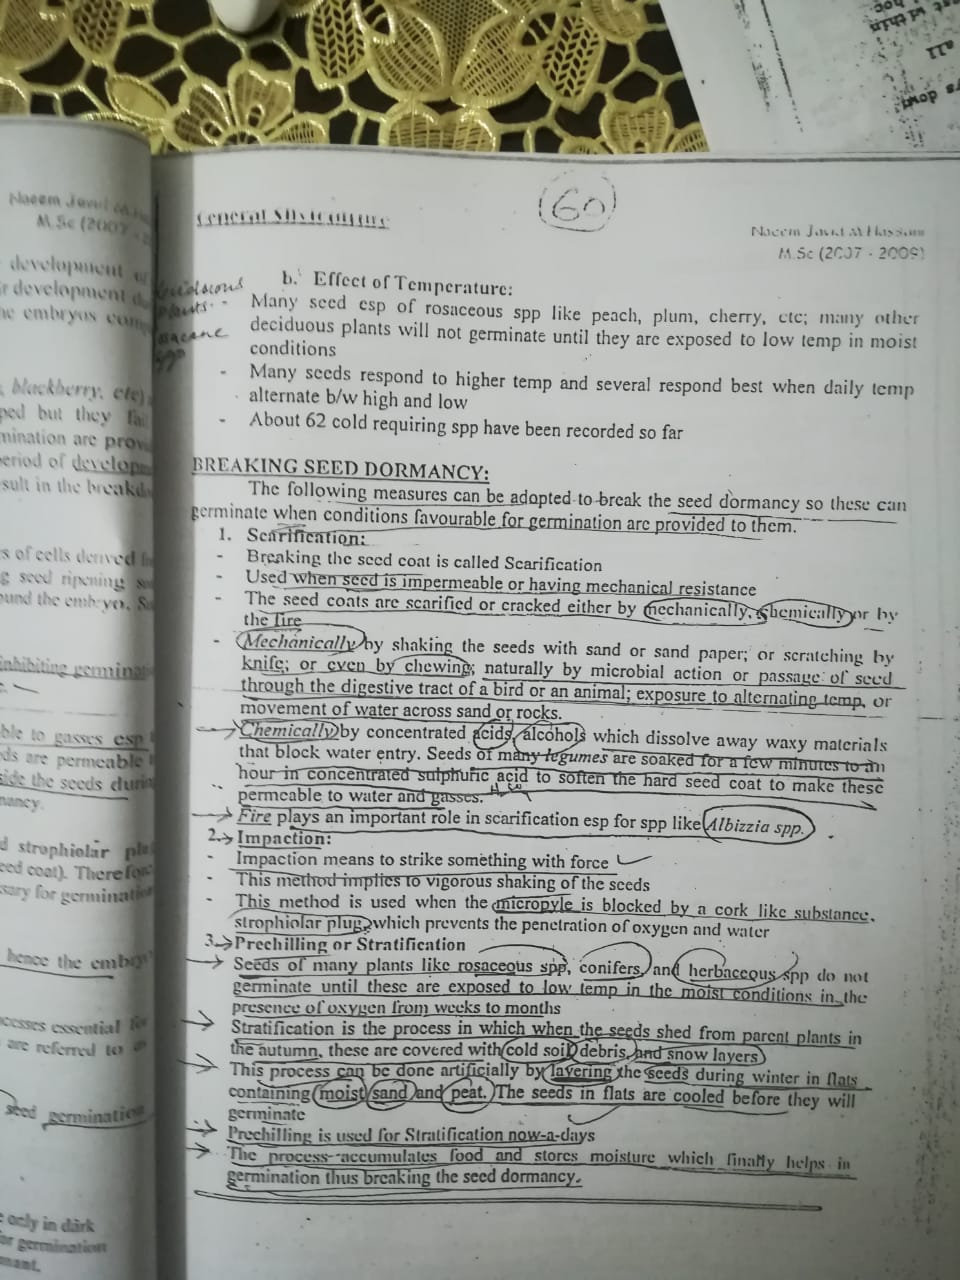 General Silviculture
60
Naeem Javid M Hassani
M.Sc (2007 - 2009)
b. Effect of Temperature:
- Many seed esp of rosaceous spp like peach, plum, cherry, etc; many other
deciduous plants will not germinate until they are exposed to low temp in moist
conditions
- Many seeds respond to higher temp and several respond best when daily temp
alternate b/w high and low
- About 62 cold requiring spp have been recorded so far
BREAKING SEED DORMANCY:
The following measures can be adopted to break the seed dormancy so these can
germinate when conditions favourable for germination are provided to them.
1. Scarification:
- Breaking the seed coat is called Scarification
- Used when seed is impermeable or having mechanical resistance
- The seed coats are scarified or cracked either by mechanically, chemically or by
the fire
- Mechanically by shaking the seeds with sand or sand paper; or scratching by
knife; or even by chewing; naturally by microbial action or passage of seed
through the digestive tract of a bird or an animal; exposure to alternating temp, or
movement of water across sand or rocks.
Chemically by concentrated acids, alcohols which dissolve away waxy materials
that block water entry. Seeds of many legumes are soaked for a few minutes to an
hour in concentrated sulphuric acid to soften the hard seed coat to make these
permeable to water and gasses.
Fire plays an important role in scarification esp for spp like Albizzia spp.
2. Impaction:
- Impaction means to strike something with force
- This method implies to vigorous shaking of the seeds
- This method is used when the micropyle is blocked by a cork like substance,
strophiolar plug, which prevents the penetration of oxygen and water
3. Prechilling or Stratification
Seeds of many plants like rosaceous spp, conifers, and herbaceous spp do not
germinate until these are exposed to low temp in the moist conditions in the
presence of oxygen from weeks to months
Stratification is the process in which when the seeds shed from parent plants in
the autumn, these are covered with cold soil, debris, and snow layers
This process can be done artificially by layering the seeds during winter in flats
containing moist sand and peat. The seeds in flats are cooled before they will
germinate
Prechilling is used for Stratification now-a-days
The process accumulates food and stores moisture which finally helps in
germination thus breaking the seed dormancy.